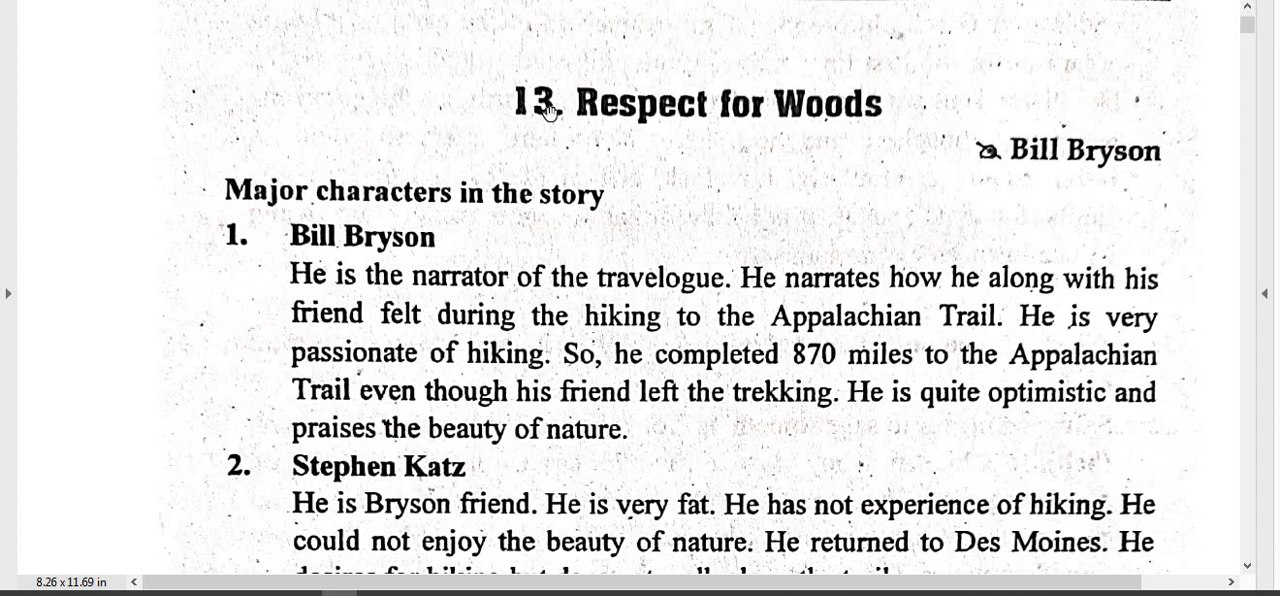 13. Respect for Woods
Bill Bryson
Major characters in the story
1. Bill Bryson
He is the narrator of the travelogue. He narrates how he along with his
friend felt during the hiking to the Appalachian Trail. He is very
passionate of hiking. So, he completed 870 miles to the Appalachian
Trail even though his friend left the trekking. He is quite optimistic and
praises the beauty of nature.
2. Stephen Katz
He is Bryson friend. He is very fat. He has not experience of hiking. He
could not enjoy the beauty of nature. He returned to Des Moines. He
8.26 x 11.69 in